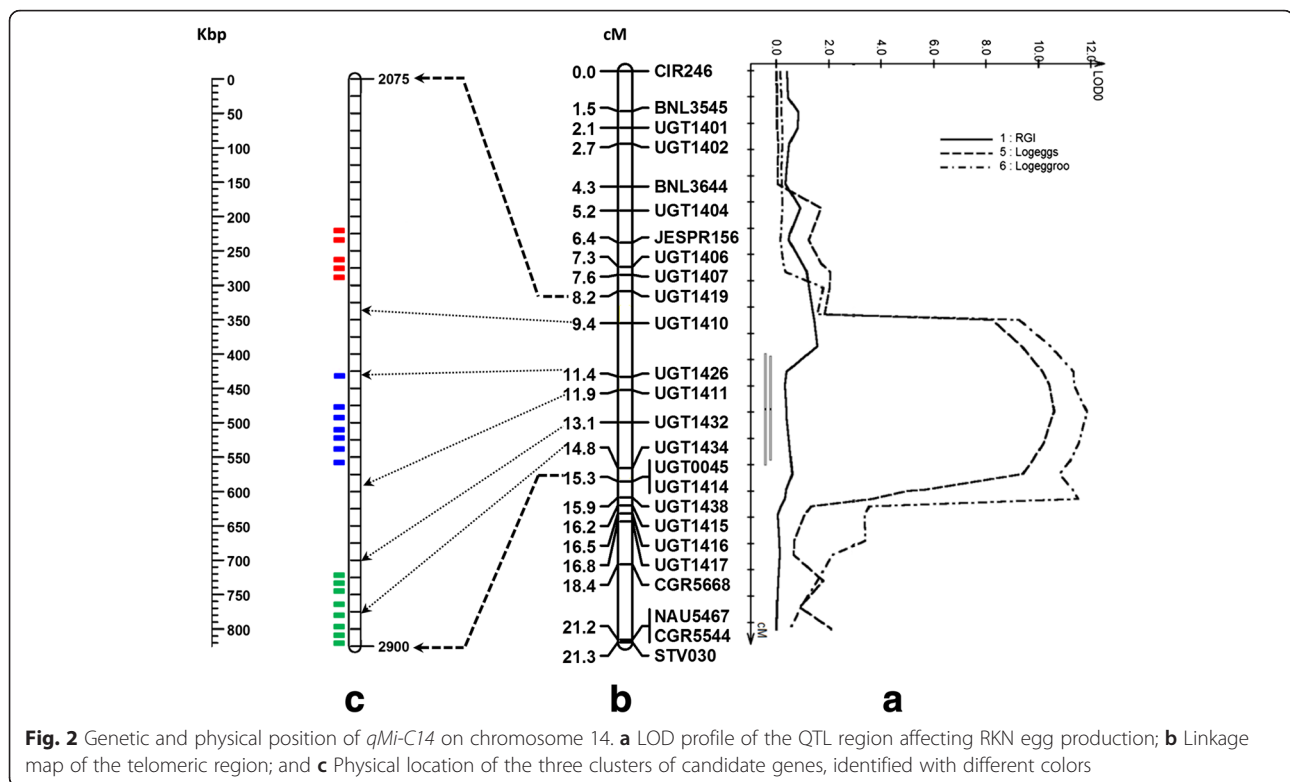 Kbp
0
50
100
150
200
250
300
350
400
450
500
550
600
650
700
750
800
2075
2900
c
cM
0.0 CIR246
1.5 BNL3545
2.1 UGT1401
2.7 UGT1402
4.3 BNL3644
5.2 UGT1404
6.4 JESPR156
7.3 UGT1406
7.6 UGT1407
8.2 UGT1419
9.4 UGT1410
11.4 UGT1426
11.9 UGT1411
13.1 UGT1432
14.8 UGT1434
15.3 UGT0045
UGT1414
15.9 UGT1438
16.2 UGT1415
16.5 UGT1416
16.8 UGT1417
18.4 CGR5668
21.2 NAU5467
CGR5544
21.3 STV030
b
0.0 2.0 4.0 6.0 8.0 10.0 12.0
LOD0
1 : RGI
5 : Logeggs
6 : Logeggroo
cM
a
Fig. 2 Genetic and physical position of qMi-C14 on chromosome 14. a LOD profile of the QTL region affecting RKN egg production; b Linkage
map of the telomeric region; and c Physical location of the three clusters of candidate genes, identified with different colors